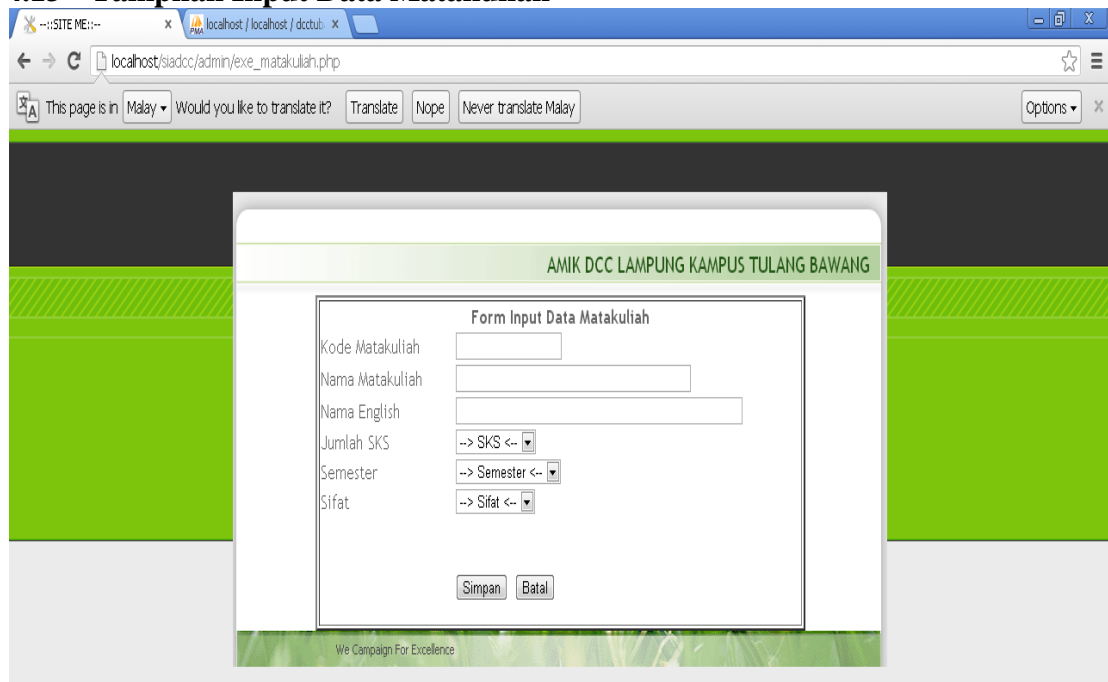 Tampilan Input Data Matakuliah
--::SITE ME::--
localhost / localhost / dcctub
localhost/siadcc/admin/exe_matakuliah.php
This page is in Malay Would you like to translate it? Translate Nope Never translate Malay Options
AMIK DCC LAMPUNG KAMPUS TULANG BAWANG
Form Input Data Matakuliah
Kode Matakuliah
Nama Matakuliah
Nama English
Jumlah SKS --> SKS <--
Semester --> Semester <--
Sifat --> Sifat <--
Simpan Batal
We Campaign For Excellence